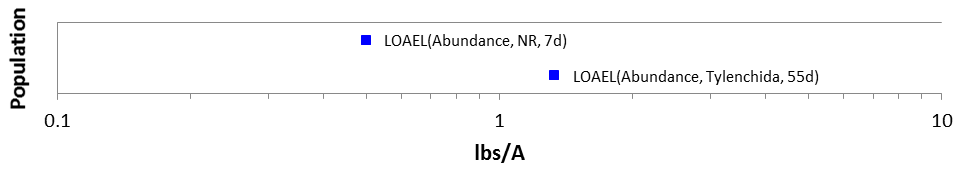 Population
LOAEL(Abundance, NR, 7d)
LOAEL(Abundance, Tylenchida, 55d)
0.1 1 10
lbs/A